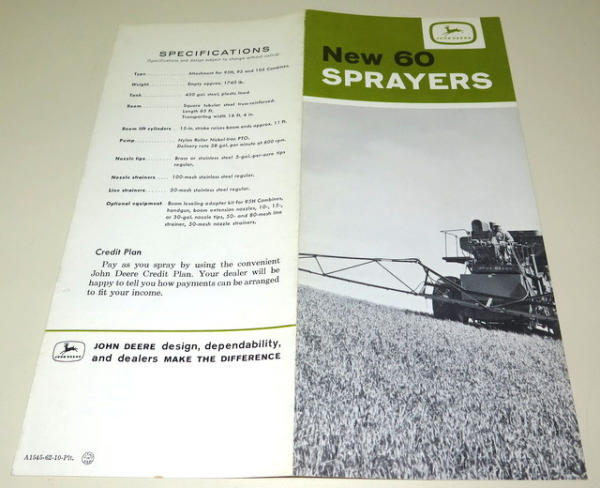 SPECIFICATIONS
(Specifications and design subject to change without notice)
Type . . . . . . . . . . . . Attachment for 95H, 95 and 105 Combines.
Weight . . . . . . . . . . . . Empty approx. 1760 lb.
Tank . . . . . . . . . . . . 450 gal. steel, plastic lined
Boom . . . . . . . . . . . . Square tubular steel truss-reinforced.
Length 65 ft.
Transporting width 16 ft. 4 in.
Boom lift cylinders . . . . 15-in. stroke raises boom ends approx. 11 ft.
Pump . . . . . . . . . . . . Nylon Roller Nickel-Iron PTO.
Delivery rate 28 gal. per minute at 800 rpm.
Nozzle tips . . . . . . . . Brass or stainless steel 5-gal.-per-acre tips
regular.
Nozzle strainers . . . . 100-mesh stainless steel regular.
Line strainers . . . . . . 50-mesh stainless steel regular.
Optional equipment Boom leveling adapter kit for 95H Combines,
handgun, boom extension nozzles, 10-, 15-,
or 20-gal. nozzle tips, 50- and 80-mesh line
strainer, 50-mesh nozzle strainers.
Credit Plan
Pay as you spray by using the convenient
John Deere Credit Plan. Your dealer will be
happy to tell you how payments can be arranged
to fit your income.
JOHN DEERE
JOHN DEERE design, dependability,
and dealers MAKE THE DIFFERENCE
A1545-62-10-Plt.
JOHN DEERE
New 60
SPRAYERS